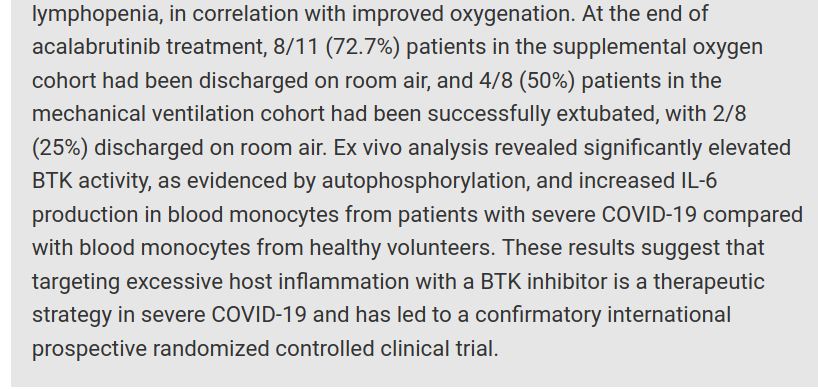 lymphopenia, in correlation with improved oxygenation. At the end of
acalabrutinib treatment, 8/11 (72.7%) patients in the supplemental oxygen
cohort had been discharged on room air, and 4/8 (50%) patients in the
mechanical ventilation cohort had been successfully extubated, with 2/8
(25%) discharged on room air. Ex vivo analysis revealed significantly elevated
BTK activity, as evidenced by autophosphorylation, and increased IL-6
production in blood monocytes from patients with severe COVID-19 compared
with blood monocytes from healthy volunteers. These results suggest that
targeting excessive host inflammation with a BTK inhibitor is a therapeutic
strategy in severe COVID-19 and has led to a confirmatory international
prospective randomized controlled clinical trial.